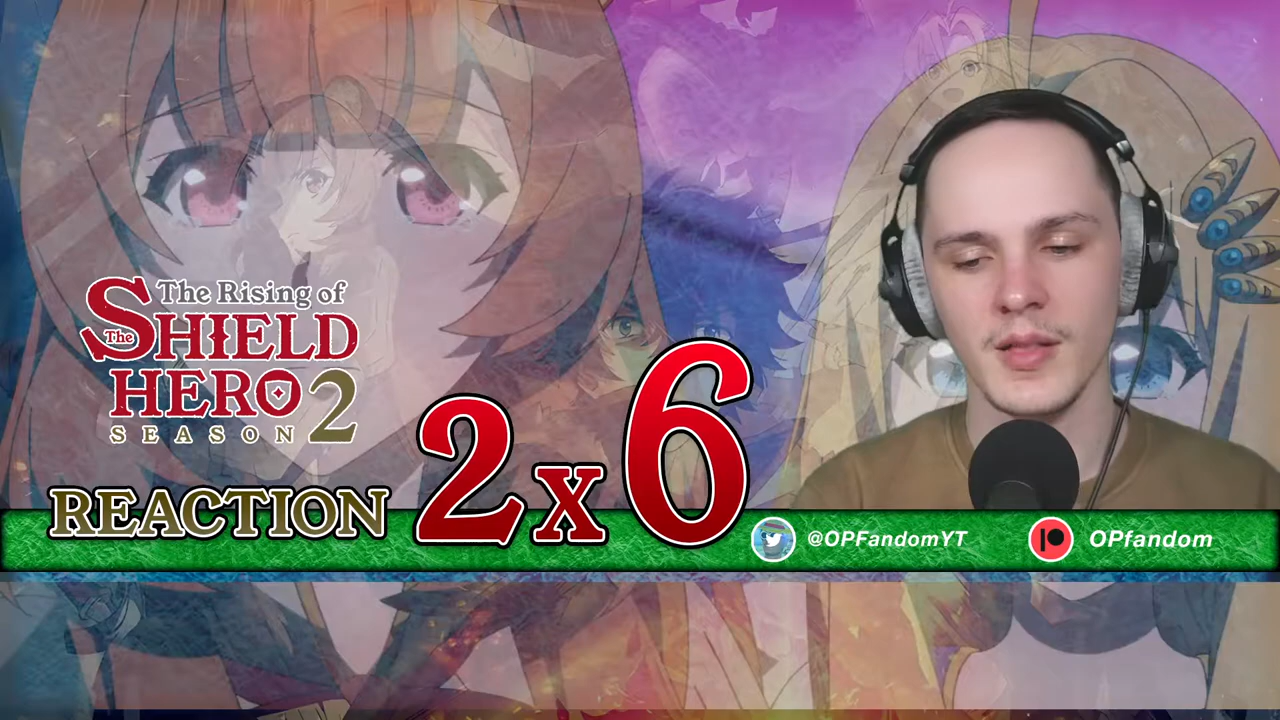 The Rising of
The SHIELD
HERO 2
SEASON
REACTION 2x6
@OPFandomYT
OPfandom